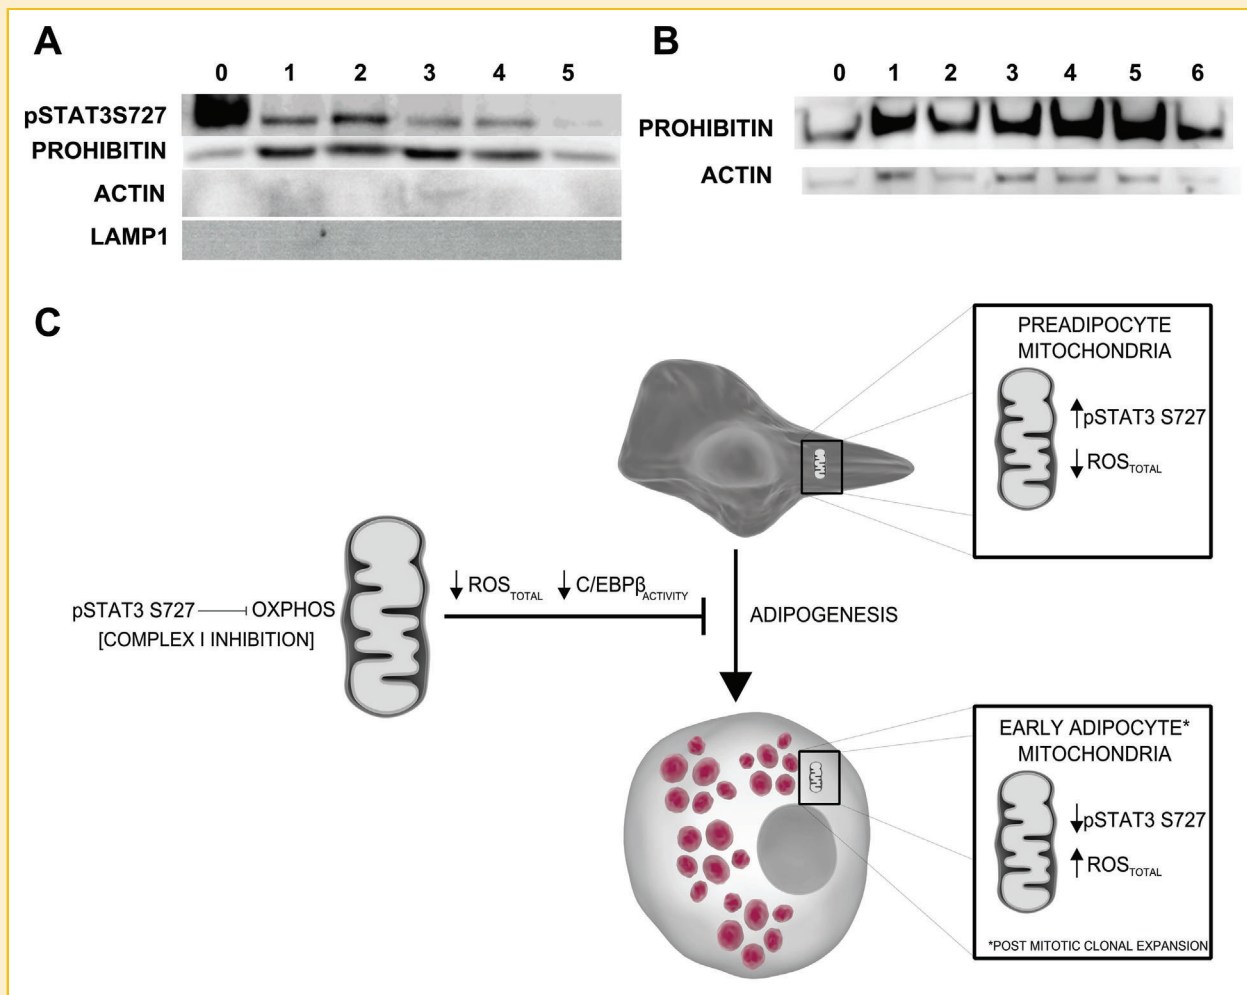 A
0 1 2 3 4 5
pSTAT3S727
PROHIBITIN
ACTIN
LAMP1
B
0 1 2 3 4 5 6
PROHIBITIN
ACTIN
C
PREADIPOCYTE
MITOCHONDRIA
↑pSTAT3 S727
↓ ROSTOTAL
pSTAT3 S727 ⊣ OXPHOS
[COMPLEX I INHIBITION]
↓ ROSTOTAL ↓ C/EBPβACTIVITY
ADIPOGENESIS
EARLY ADIPOCYTE*
MITOCHONDRIA
↓pSTAT3 S727
↑ ROSTOTAL
*POST MITOTIC CLONAL EXPANSION